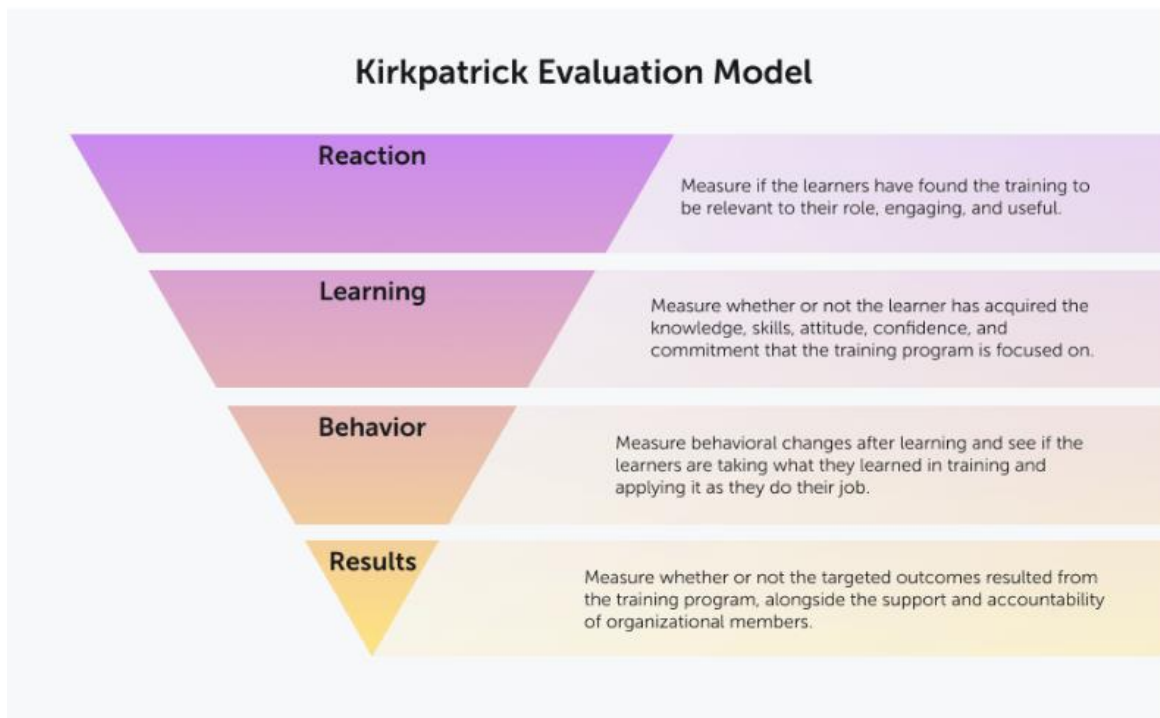 Kirkpatrick Evaluation Model
Reaction
Measure if the learners have found the training to
be relevant to their role, engaging, and useful.
Learning
Measure whether or not the learner has acquired the
knowledge, skills, attitude, confidence, and
commitment that the training program is focused on.
Behavior
Measure behavioral changes after learning and see if the
learners are taking what they learned in training and
applying it as they do their job.
Results
Measure whether or not the targeted outcomes resulted from
the training program, alongside the support and accountability
of organizational members.